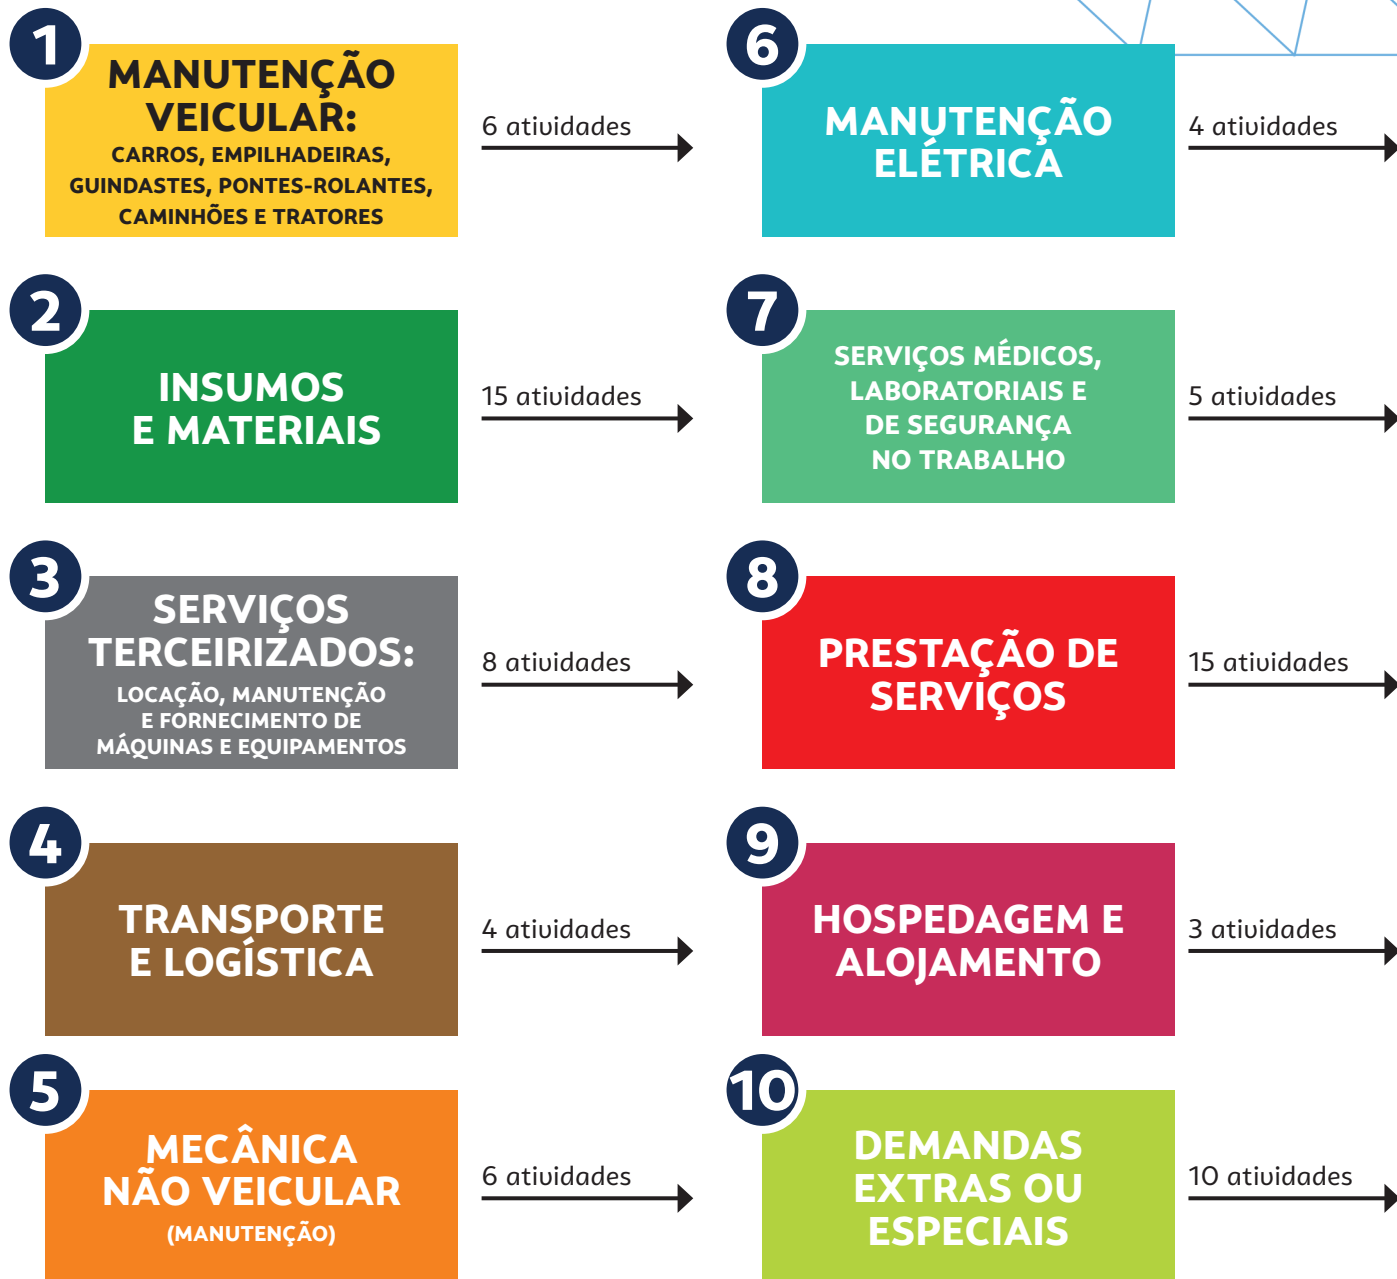 1
MANUTENÇÃO
VEICULAR:
CARROS, EMPILHADEIRAS,
GUINDASTES, PONTES-ROLANTES,
CAMINHÕES E TRATORES
6 atividades
2
INSUMOS
E MATERIAIS
15 atividades
3
SERVIÇOS
TERCEIRIZADOS:
LOCAÇÃO, MANUTENÇÃO
E FORNECIMENTO DE
MÁQUINAS E EQUIPAMENTOS
8 atividades
4
TRANSPORTE
E LOGÍSTICA
4 atividades
5
MECÂNICA
NÃO VEICULAR
(MANUTENÇÃO)
6 atividades
6
MANUTENÇÃO
ELÉTRICA
4 atividades
7
SERVIÇOS MÉDICOS,
LABORATORIAIS E
DE SEGURANÇA
NO TRABALHO
5 atividades
8
PRESTAÇÃO DE
SERVIÇOS
15 atividades
9
HOSPEDAGEM E
ALOJAMENTO
3 atividades
10
DEMANDAS
EXTRAS OU
ESPECIAIS
10 atividades